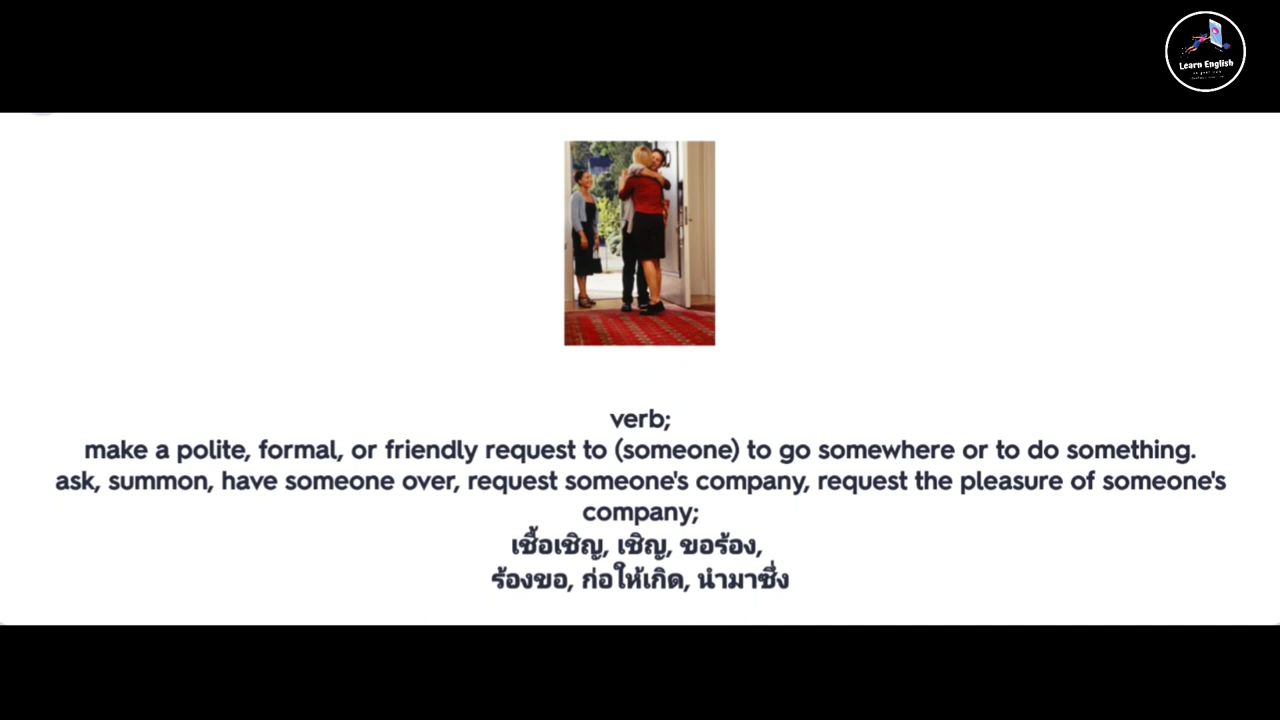 Learn English
verb;
make a polite, formal, or friendly request to (someone) to go somewhere or to do something.
ask, summon, have someone over, request someone's company, request the pleasure of someone's
company;
เชื้อเชิญ, เชิญ, ขอร้อง,
ร้องขอ, ก่อให้เกิด, นำมาซึ่ง